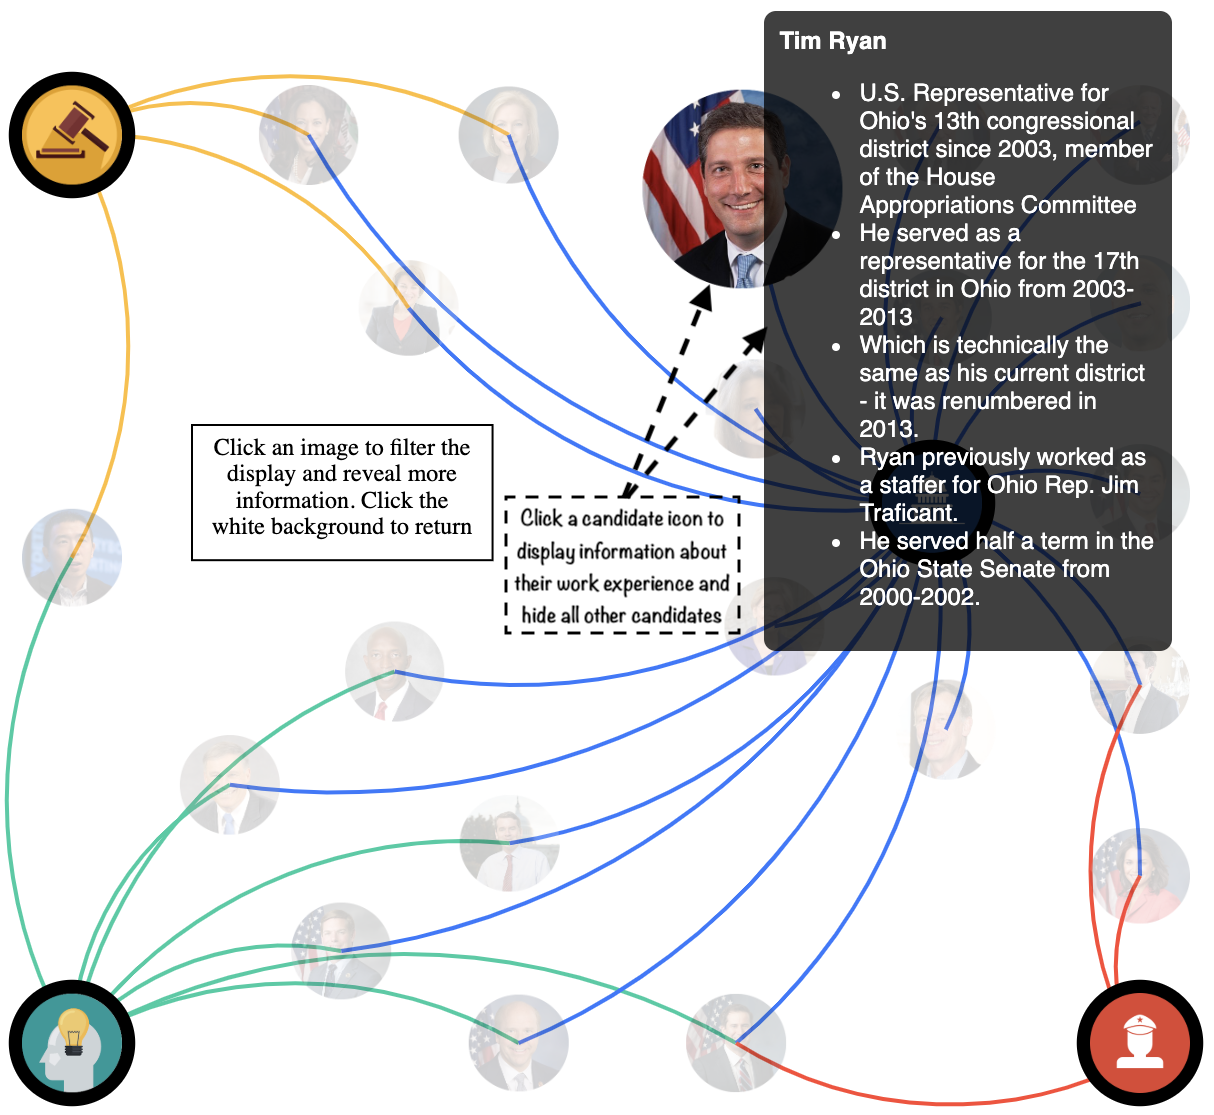 Tim Ryan
U.S. Representative for
Ohio's 13th congressional
district since 2003, member
of the House
Appropriations Committee
He served as a
representative for the 17th
district in Ohio from 2003-
2013
Which is technically the
same as his current district
- it was renumbered in
2013.
Ryan previously worked as
a staffer for Ohio Rep. Jim
Traficant.
He served half a term in the
Ohio State Senate from
2000-2002.
Click an image to filter the
display and reveal more
information. Click the
white background to return
Click a candidate icon to
display information about
their work experience and
hide all other candidates